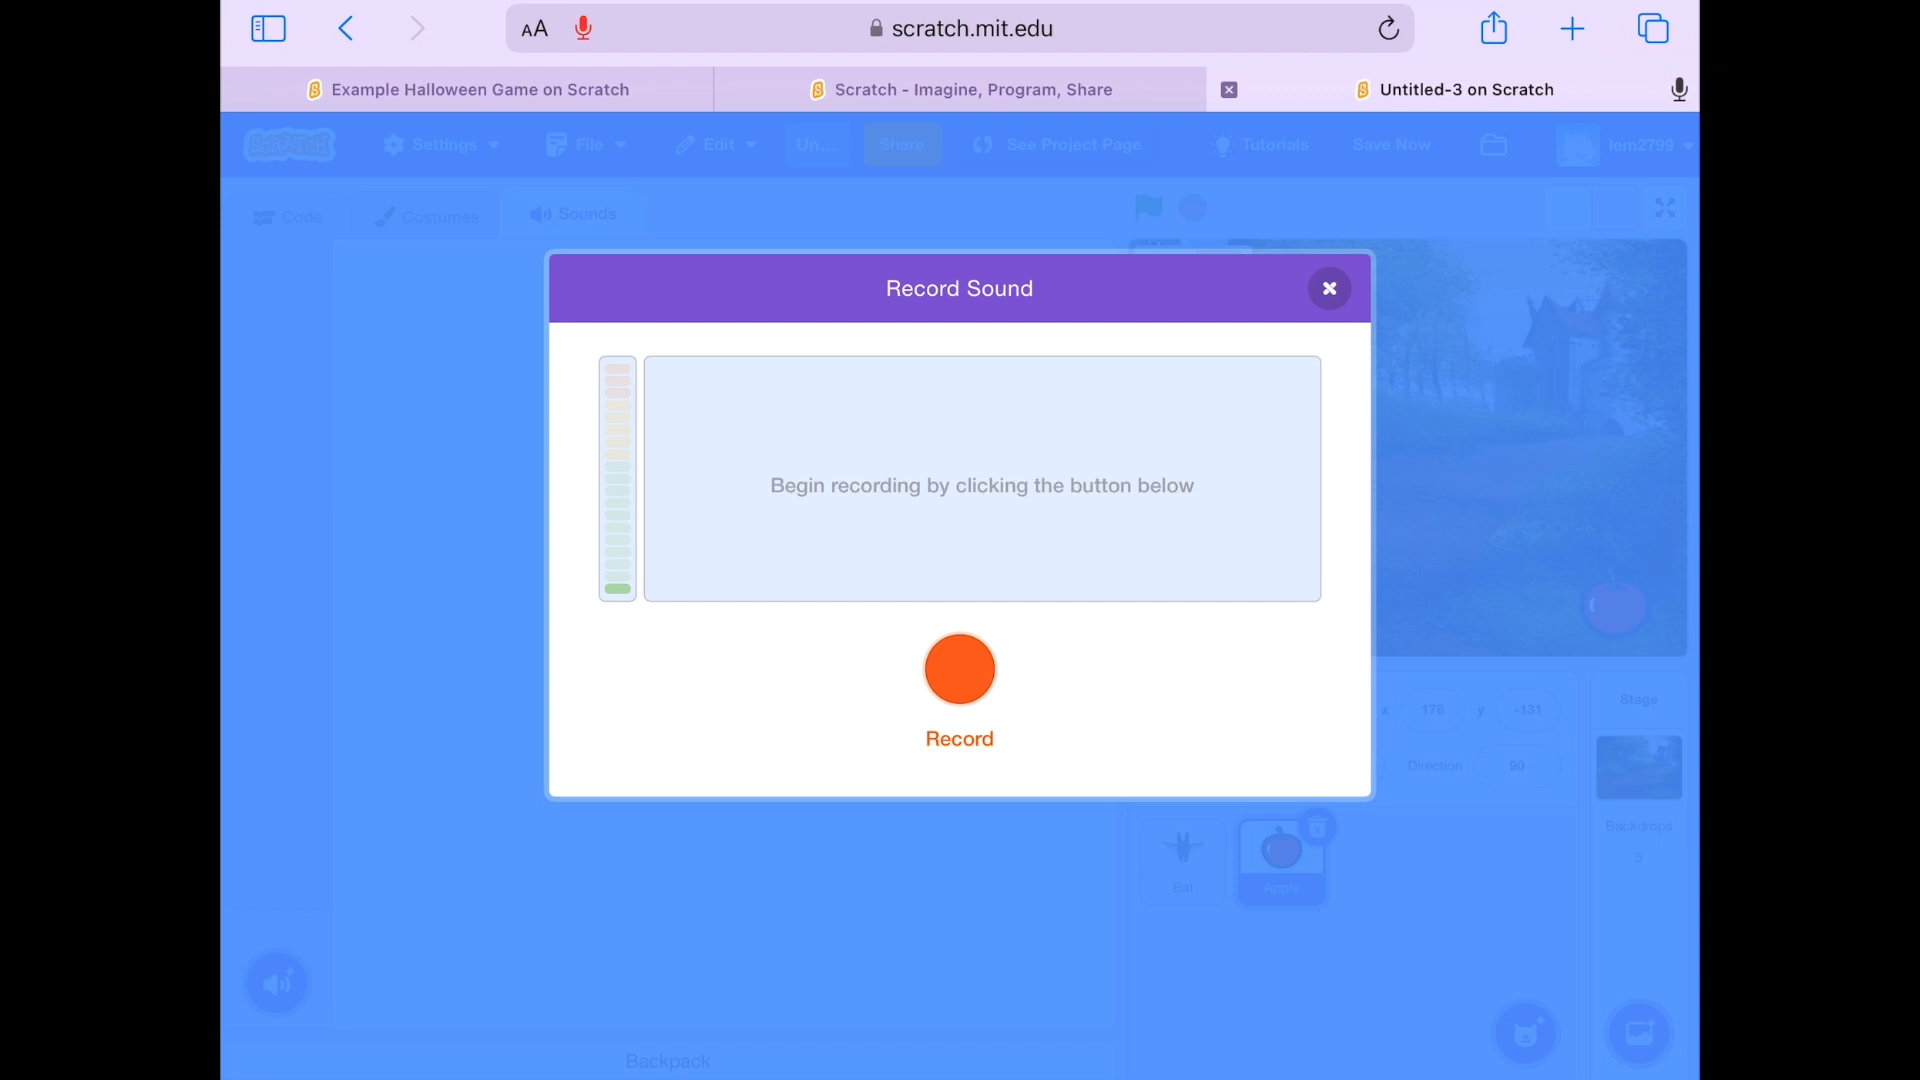 AA scratch.mit.edu
Example Halloween Game on Scratch
Scratch - Imagine, Program, Share
Untitled-3 on Scratch
SCRATCH Settings File Edit Un... Share See Project Page Tutorials Save Now lem2799
Code Costumes Sounds
Record Sound
Begin recording by clicking the button below
Record
x 178 y -131
Direction 90
Stage
Backdrops
5
Bat
Apple
Backpack